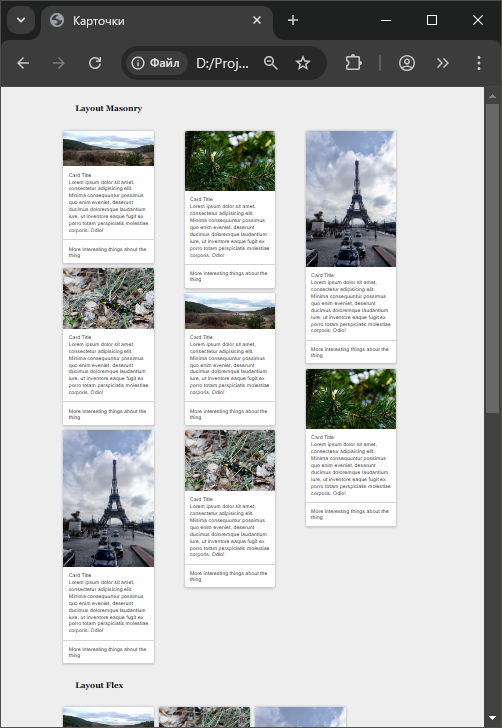 Карточки
Файл
D:/Proj...
Layout Masonry
Card Title
Lorem ipsum dolor sit amet,
consectetur adipisicing elit.
Minima consequuntur possimus
quo enim eveniet, deserunt
ducimus doloremque laudantium
iure, ut inventore eaque fugit ex
porro totam perspiciatis molestiae
corporis. Odio!
More interesting things about the
thing
Card Title
Lorem ipsum dolor sit amet,
consectetur adipisicing elit.
Minima consequuntur possimus
quo enim eveniet, deserunt
ducimus doloremque laudantium
iure, ut inventore eaque fugit ex
porro totam perspiciatis molestiae
corporis. Odio!
More interesting things about the
thing
Card Title
Lorem ipsum dolor sit amet,
consectetur adipisicing elit.
Minima consequuntur possimus
quo enim eveniet, deserunt
ducimus doloremque laudantium
iure, ut inventore eaque fugit ex
porro totam perspiciatis molestiae
corporis. Odio!
More interesting things about the
thing
Card Title
Lorem ipsum dolor sit amet,
consectetur adipisicing elit.
Minima consequuntur possimus
quo enim eveniet, deserunt
ducimus doloremque laudantium
iure, ut inventore eaque fugit ex
porro totam perspiciatis molestiae
corporis. Odio!
More interesting things about the
thing
Card Title
Lorem ipsum dolor sit amet,
consectetur adipisicing elit.
Minima consequuntur possimus
quo enim eveniet, deserunt
ducimus doloremque laudantium
iure, ut inventore eaque fugit ex
porro totam perspiciatis molestiae
corporis. Odio!
More interesting things about the
thing
Card Title
Lorem ipsum dolor sit amet,
consectetur adipisicing elit.
Minima consequuntur possimus
quo enim eveniet, deserunt
ducimus doloremque laudantium
iure, ut inventore eaque fugit ex
porro totam perspiciatis molestiae
corporis. Odio!
More interesting things about the
thing
Card Title
Lorem ipsum dolor sit amet,
consectetur adipisicing elit.
Minima consequuntur possimus
quo enim eveniet, deserunt
ducimus doloremque laudantium
iure, ut inventore eaque fugit ex
porro totam perspiciatis molestiae
corporis. Odio!
More interesting things about the
thing
Card Title
Lorem ipsum dolor sit amet,
consectetur adipisicing elit.
Minima consequuntur possimus
quo enim eveniet, deserunt
ducimus doloremque laudantium
iure, ut inventore eaque fugit ex
porro totam perspiciatis molestiae
corporis. Odio!
More interesting things about the
thing
Layout Flex